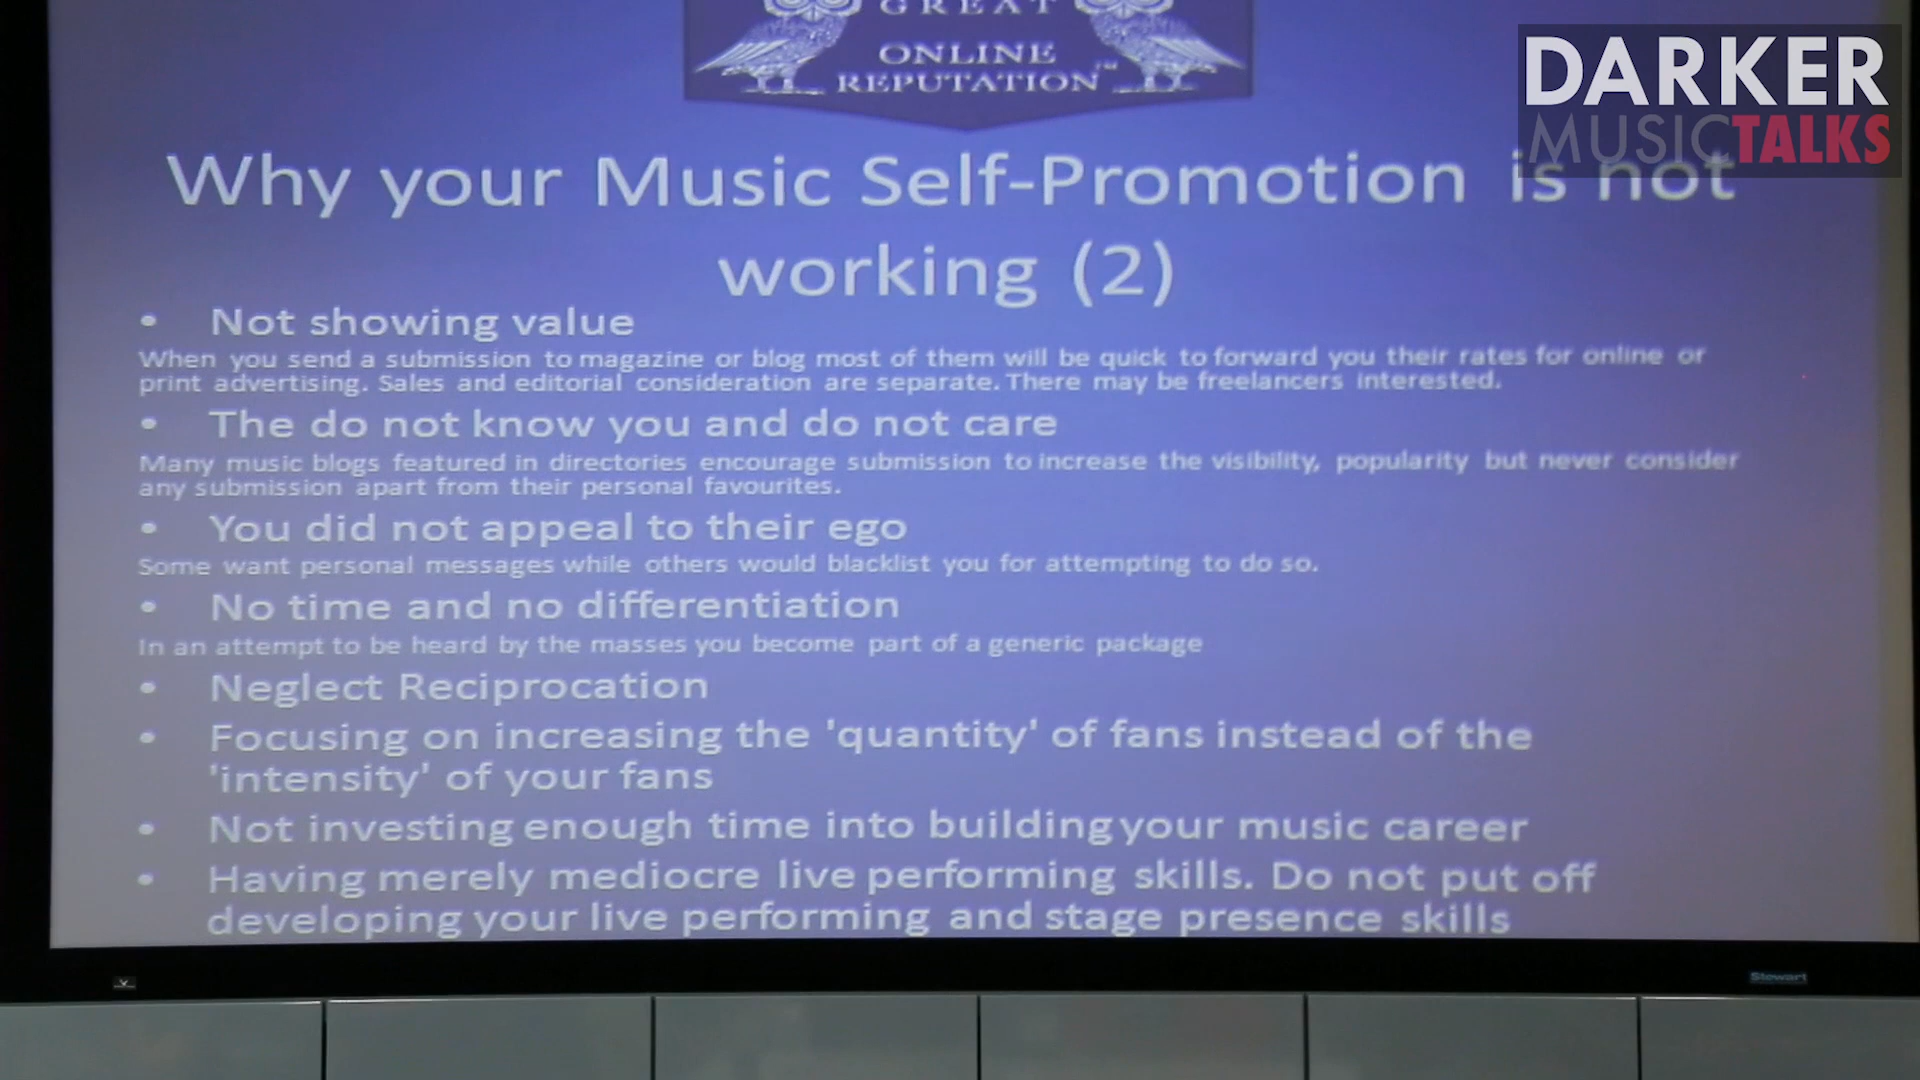 GREAT
ONLINE
REPUTATION™
DARKER
MUSICTALKS
Why your Music Self-Promotion is not
working (2)
• Not showing value
When you send a submission to magazine or blog most of them will be quick to forward you their rates for online or
print advertising. Sales and editorial consideration are separate. There may be freelancers interested.
• The do not know you and do not care
Many music blogs featured in directories encourage submission to increase the visibility, popularity but never consider
any submission apart from their personal favourites.
• You did not appeal to their ego
Some want personal messages while others would blacklist you for attempting to do so.
• No time and no differentiation
In an attempt to be heard by the masses you become part of a generic package
• Neglect Reciprocation
• Focusing on increasing the 'quantity' of fans instead of the
'intensity' of your fans
• Not investing enough time into building your music career
• Having merely mediocre live performing skills. Do not put off
developing your live performing and stage presence skills
Stewart